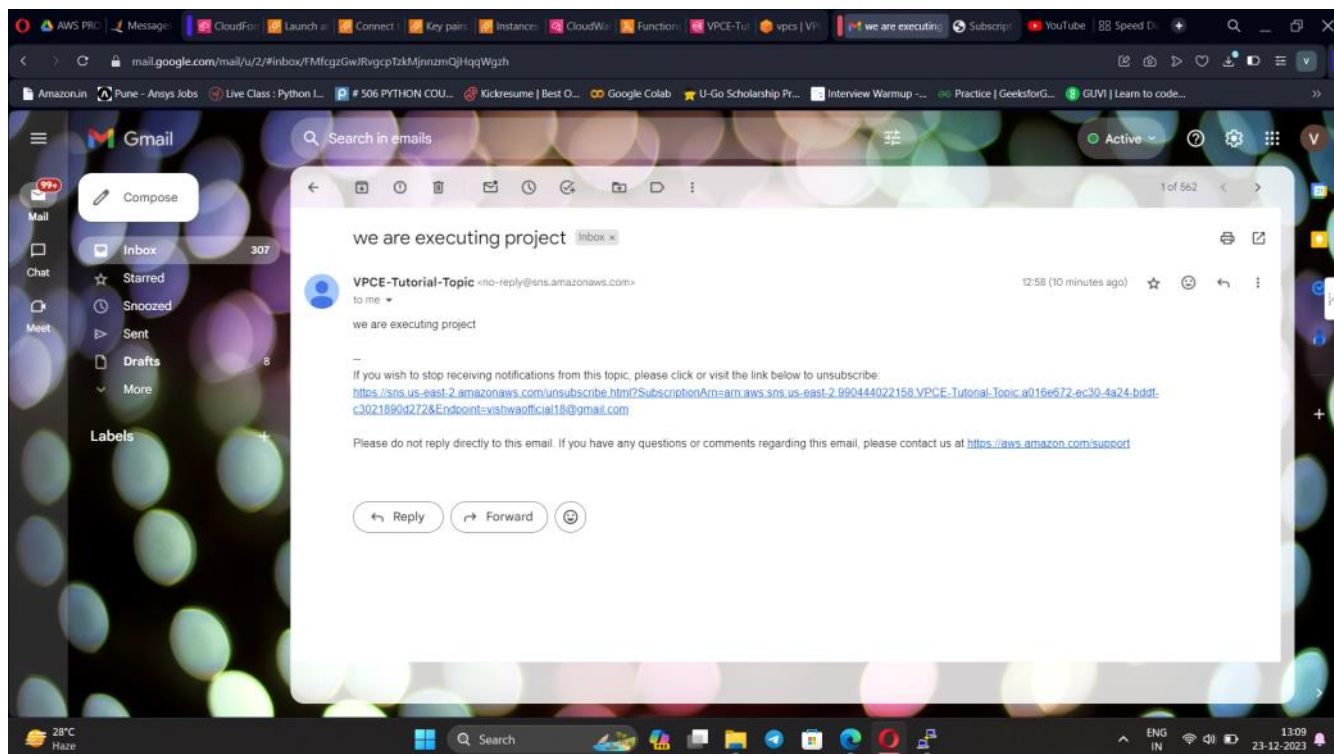 AWS PRO Messages CloudFor Launch a Connect t Key pairs Instances CloudWa Function VPCE-Tut vpcs | VP we are executing Subscript YouTube Speed D
mail.google.com/mail/u/2/#inbox/FMfcgzGwJRvgcpTzkMjnnzmQjHqqWgzh
Amazon.in Pune - Ansys Jobs Live Class : Python I... # 506 PYTHON COU... Kickresume | Best O... Google Colab U-Go Scholarship Pr... Interview Warmup -... Practice | GeeksforG... GUVI | Learn to code...
Gmail
Search in emails
Active
V
99+
Mail
Compose
1 of 562
Inbox 307
we are executing project Inbox ×
Chat
Starred
VPCE-Tutorial-Topic <no-reply@sns.amazonaws.com>
12:58 (10 minutes ago)
to me
Snoozed
Meet
Sent
we are executing project
Drafts 8
--
More
If you wish to stop receiving notifications from this topic, please click or visit the link below to unsubscribe:
https://sns.us-east-2.amazonaws.com/unsubscribe.html?SubscriptionArn=arn:aws:sns:us-east-2:990444022158:VPCE-Tutorial-Topic:a016e672-ec30-4a24-bddf-
c3021890d272&Endpoint=vishwaofficial18@gmail.com
Labels
Please do not reply directly to this email. If you have any questions or comments regarding this email, please contact us at https://aws.amazon.com/support
Reply Forward
28°C
Haze
Search
ENG
IN
13:09
23-12-2023